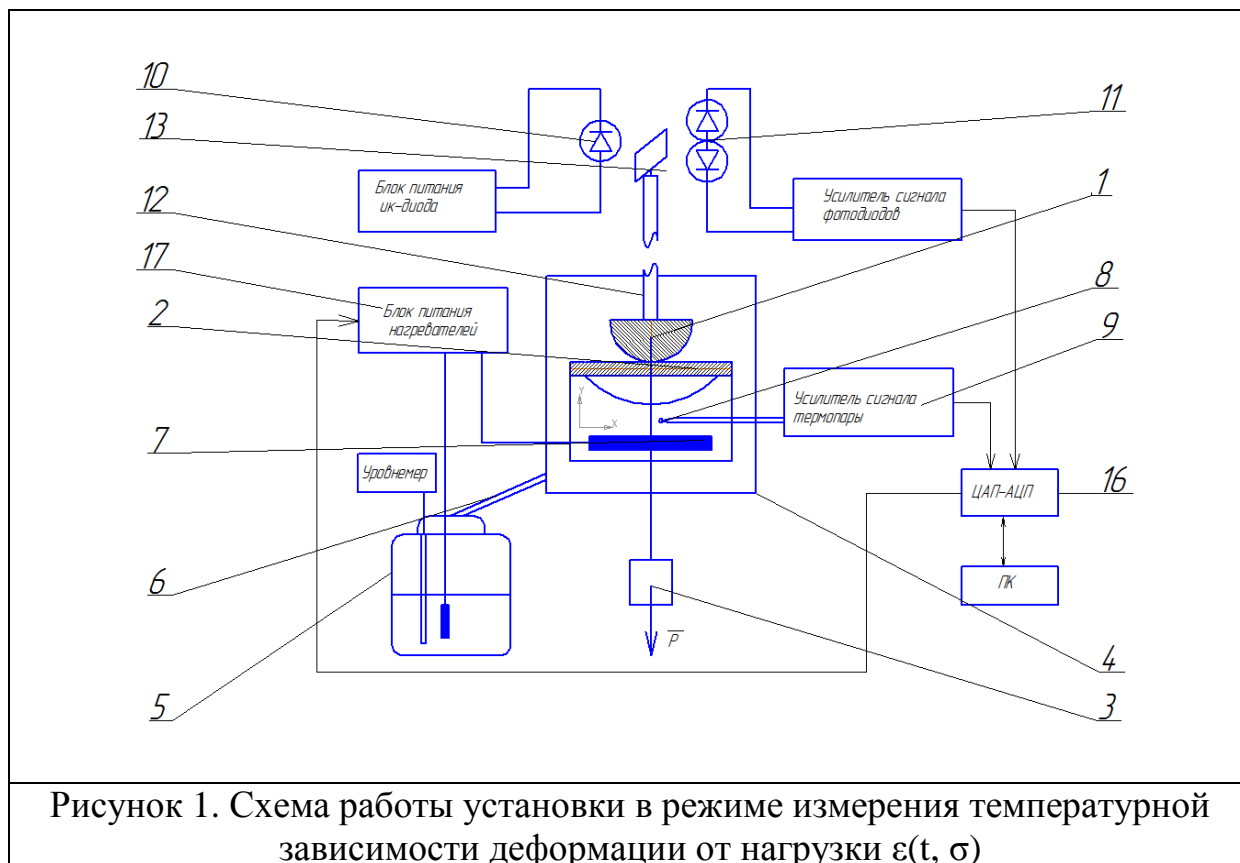 10
13
12
17
2
7
6
5
Блок питания
ик-диода
Блок питания
нагревателей
Уровнемер
Y
X
P
11
Усилитель сигнала
фотодиодов
1
8
9
Усилитель сигнала
термопары
ЦАП-АЦП
16
ПК
4
3
Рисунок 1. Схема работы установки в режиме измерения температурной
зависимости деформации от нагрузки ε(t, σ)